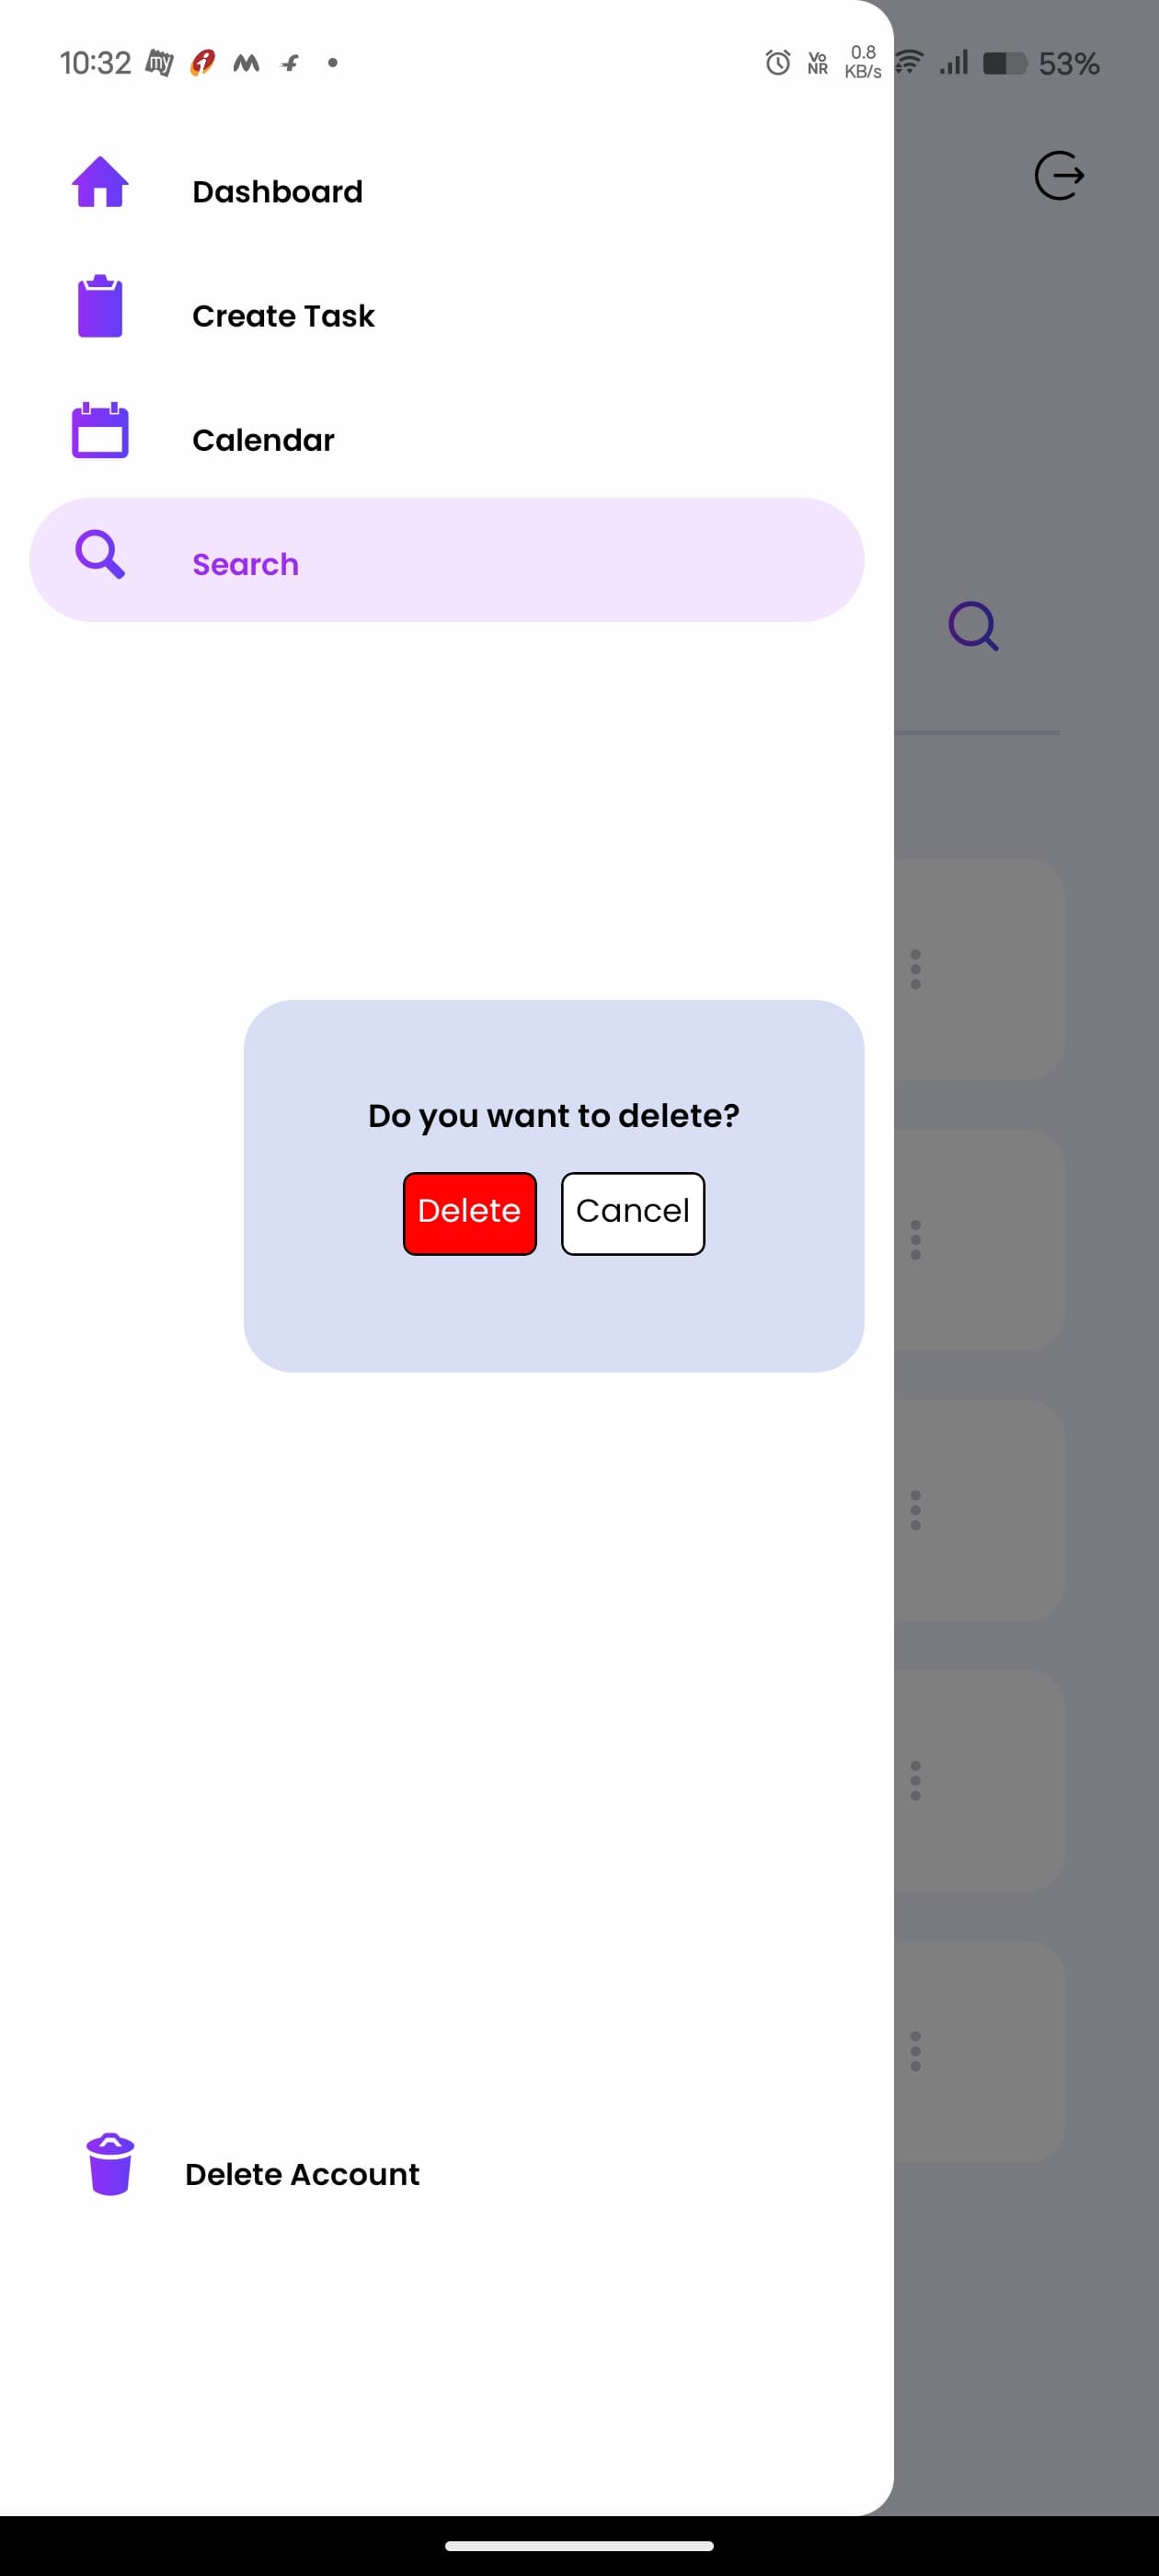 10:32 my Vo NR 0.8 KB/s 53%
Dashboard
Create Task
Calendar
Search
Do you want to delete?
Delete Cancel
Delete Account